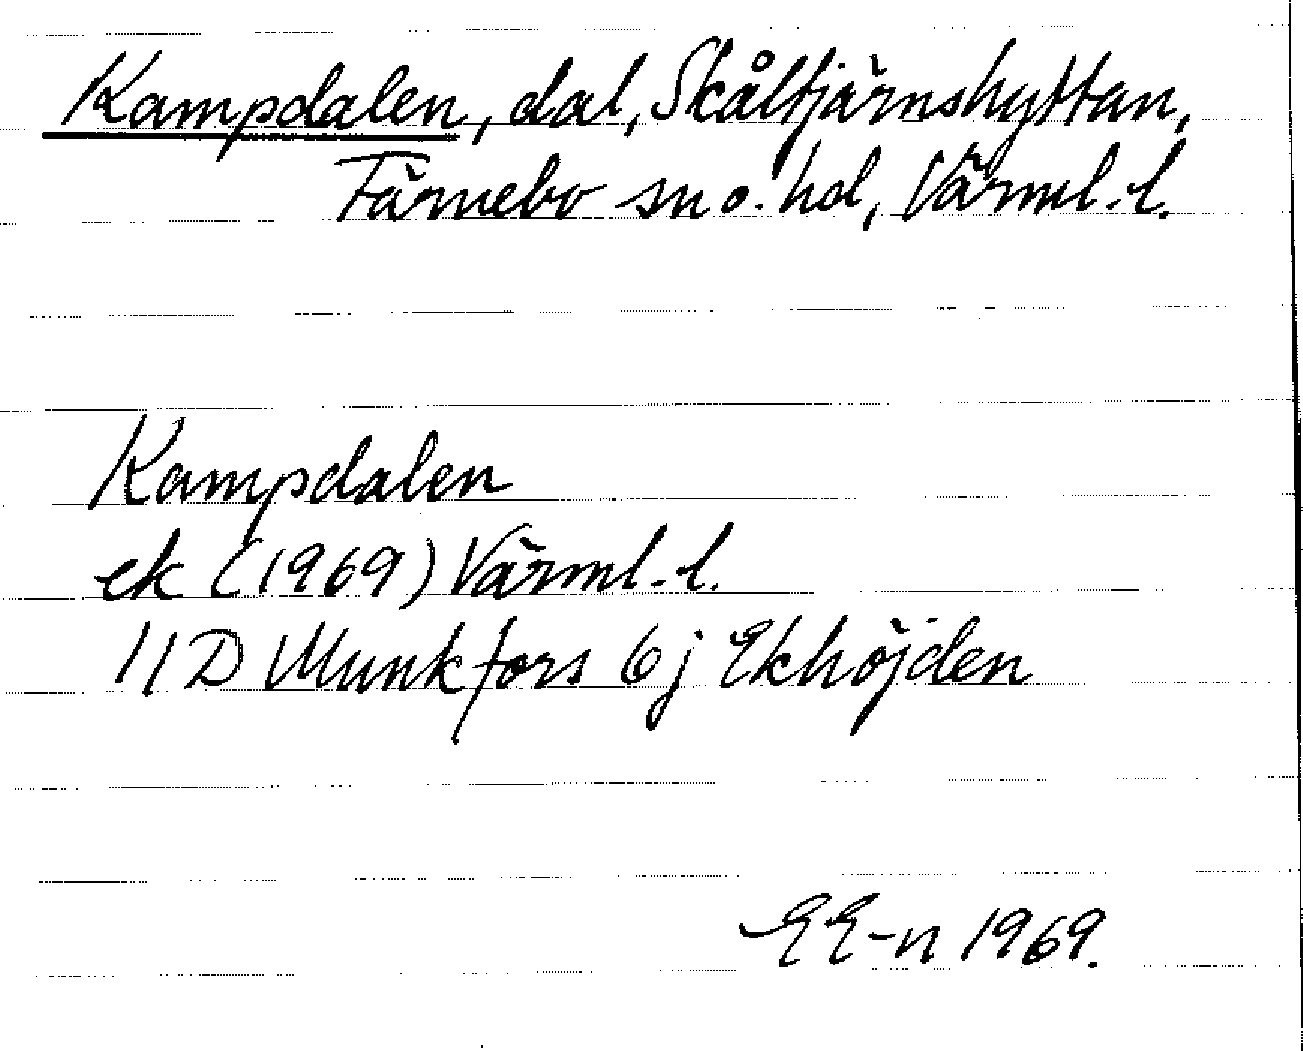 Kampdalen, dal, Skåltjärnshyttan,
Färnebo sn o. hd, Värml. l.
Kampdalen
ek (1969) Värml. l.
11 D Munkfors 6 j Ekhöjden
EE-n 1969.